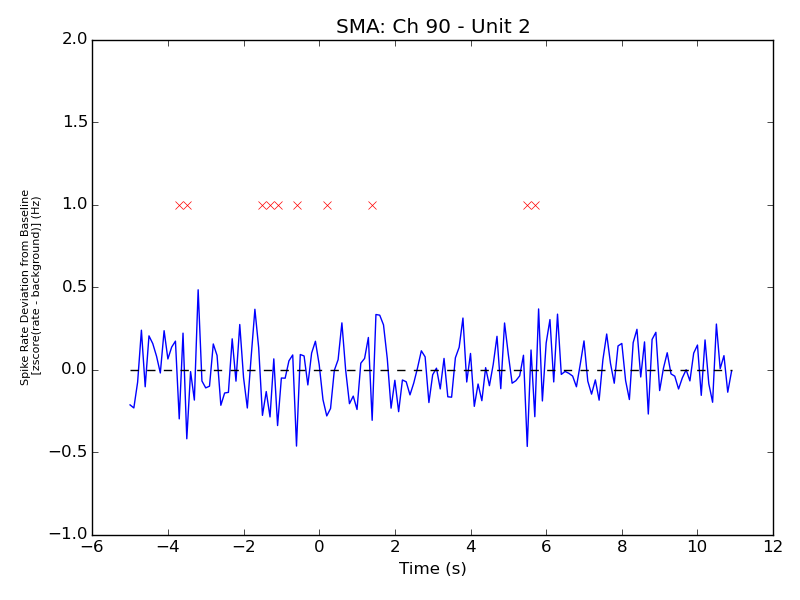 SMA: Ch 90 - Unit 2
2.0
1.5
1.0
0.5
0.0
−0.5
−1.0
Spike Rate Deviation from Baseline
[zscore(rate - background)] (Hz)
−6 −4 −2 0 2 4 6 8 10 12
Time (s)